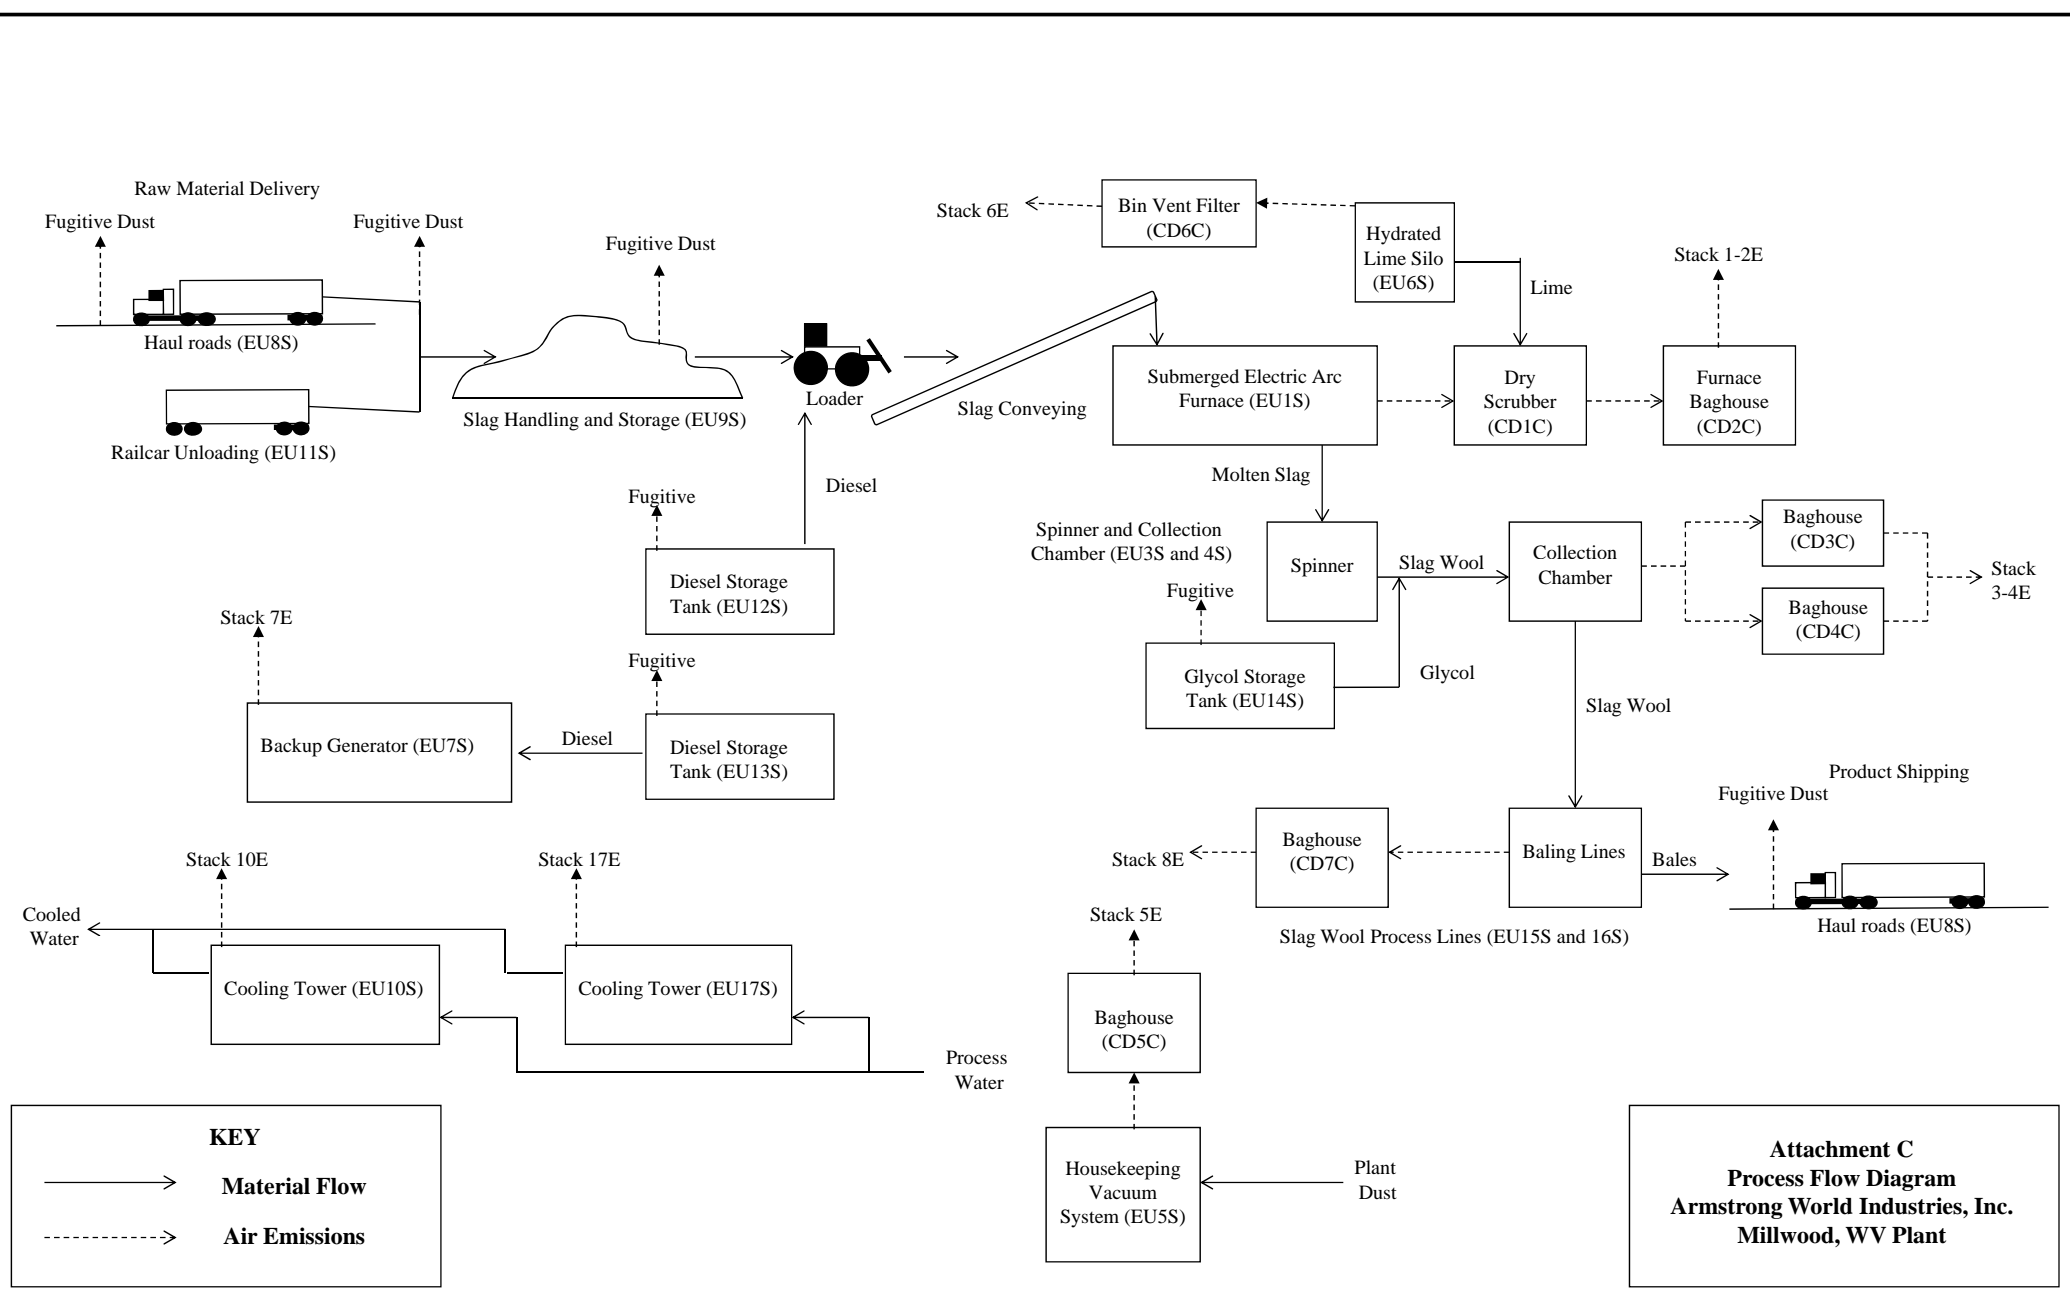 Raw Material Delivery
Fugitive Dust
Fugitive Dust
Haul roads (EU8S)
Railcar Unloading (EU11S)
Fugitive Dust
Slag Handling and Storage (EU9S)
Loader
Diesel
Slag Conveying
Stack 6E
Bin Vent Filter
(CD6C)
Hydrated
Lime Silo
(EU6S)
Lime
Stack 1-2E
Submerged Electric Arc
Furnace (EU1S)
Dry
Scrubber
(CD1C)
Furnace
Baghouse
(CD2C)
Molten Slag
Fugitive
Diesel Storage
Tank (EU12S)
Spinner and Collection
Chamber (EU3S and 4S)
Spinner
Slag Wool
Collection
Chamber
Baghouse
(CD3C)
Baghouse
(CD4C)
Stack
3-4E
Fugitive
Glycol Storage
Tank (EU14S)
Glycol
Slag Wool
Stack 7E
Backup Generator (EU7S)
Diesel
Fugitive
Diesel Storage
Tank (EU13S)
Product Shipping
Fugitive Dust
Stack 8E
Baghouse
(CD7C)
Baling Lines
Bales
Haul roads (EU8S)
Slag Wool Process Lines (EU15S and 16S)
Stack 10E
Stack 17E
Cooled
Water
Cooling Tower (EU10S)
Cooling Tower (EU17S)
Process
Water
Stack 5E
Baghouse
(CD5C)
Housekeeping
Vacuum
System (EU5S)
Plant
Dust
KEY
Material Flow
Air Emissions
Attachment C
Process Flow Diagram
Armstrong World Industries, Inc.
Millwood, WV Plant